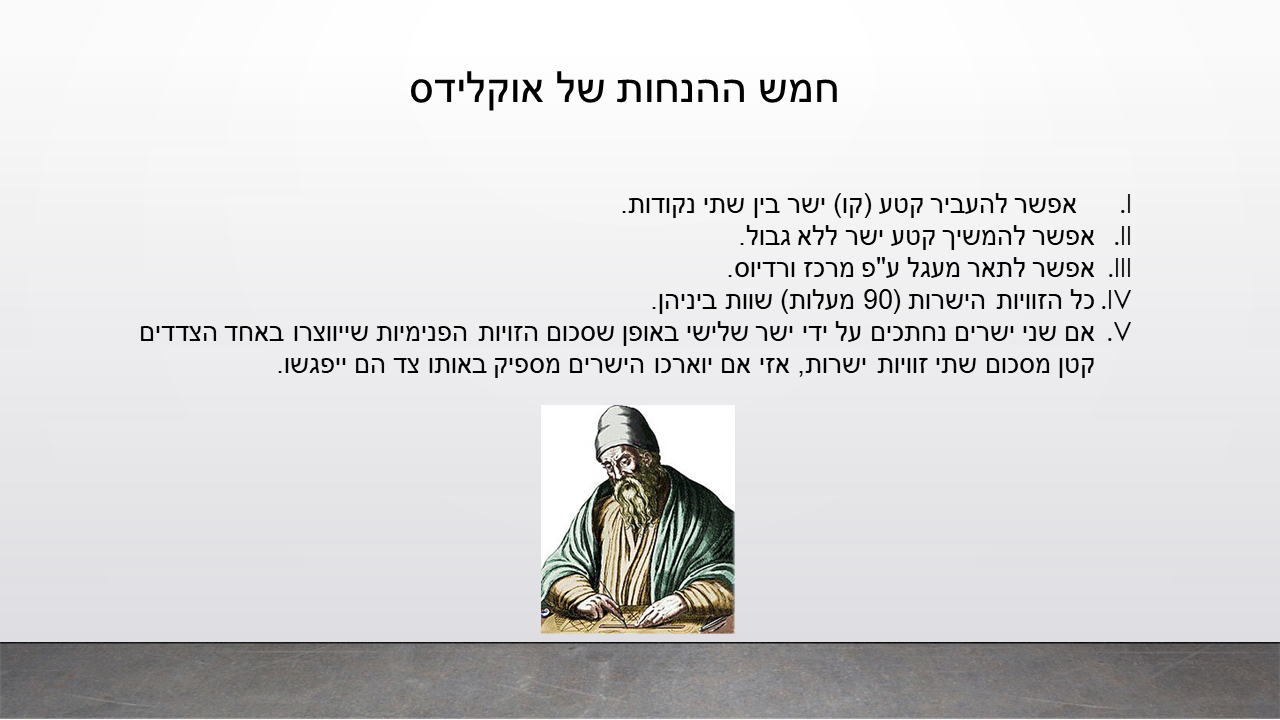 חמש ההנחות של אוקלידס
I. אפשר להעביר קטע (קו) ישר בין שתי נקודות.
II. אפשר להמשיך קטע ישר ללא גבול.
III. אפשר לתאר מעגל ע"פ מרכז ורדיוס.
IV. כל הזוויות הישרות (90 מעלות) שוות ביניהן.
V. אם שני ישרים נחתכים על ידי ישר שלישי באופן שסכום הזויות הפנימיות שייווצרו באחד הצדדים
קטן מסכום שתי זוויות ישרות, אזי אם יוארכו הישרים מספיק באותו צד הם ייפגשו.